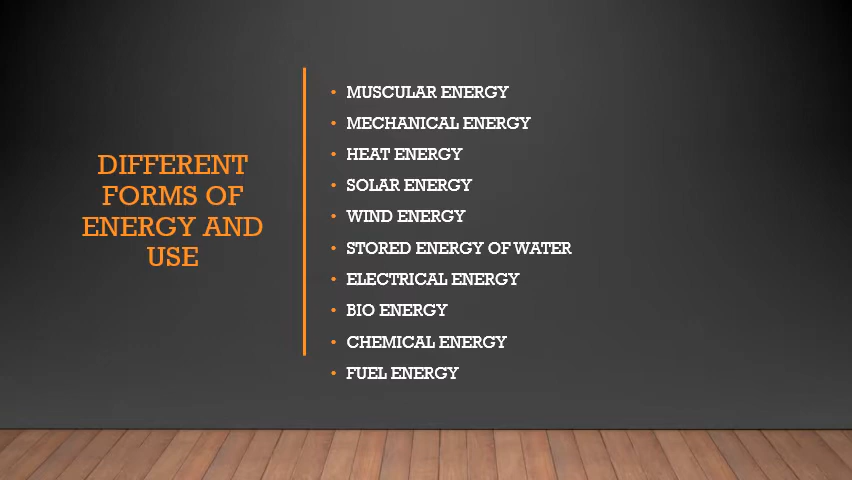 DIFFERENT
FORMS OF
ENERGY AND
USE
• MUSCULAR ENERGY
• MECHANICAL ENERGY
• HEAT ENERGY
• SOLAR ENERGY
• WIND ENERGY
• STORED ENERGY OF WATER
• ELECTRICAL ENERGY
• BIO ENERGY
• CHEMICAL ENERGY
• FUEL ENERGY